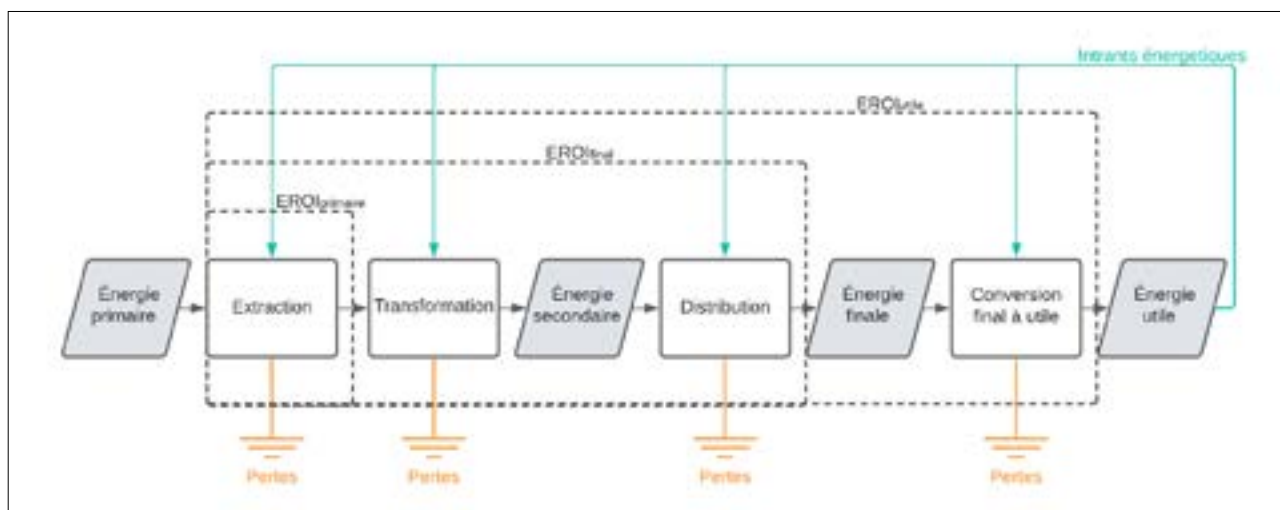 Intrants énergetiques
EROIutile
EROIfinal
EROIprimaire
Énergie
primaire
Extraction
Transformation
Énergie
secondaire
Distribution
Énergie
finale
Conversion
final à utile
Énergie
utile
Pertes
Pertes
Pertes
Pertes